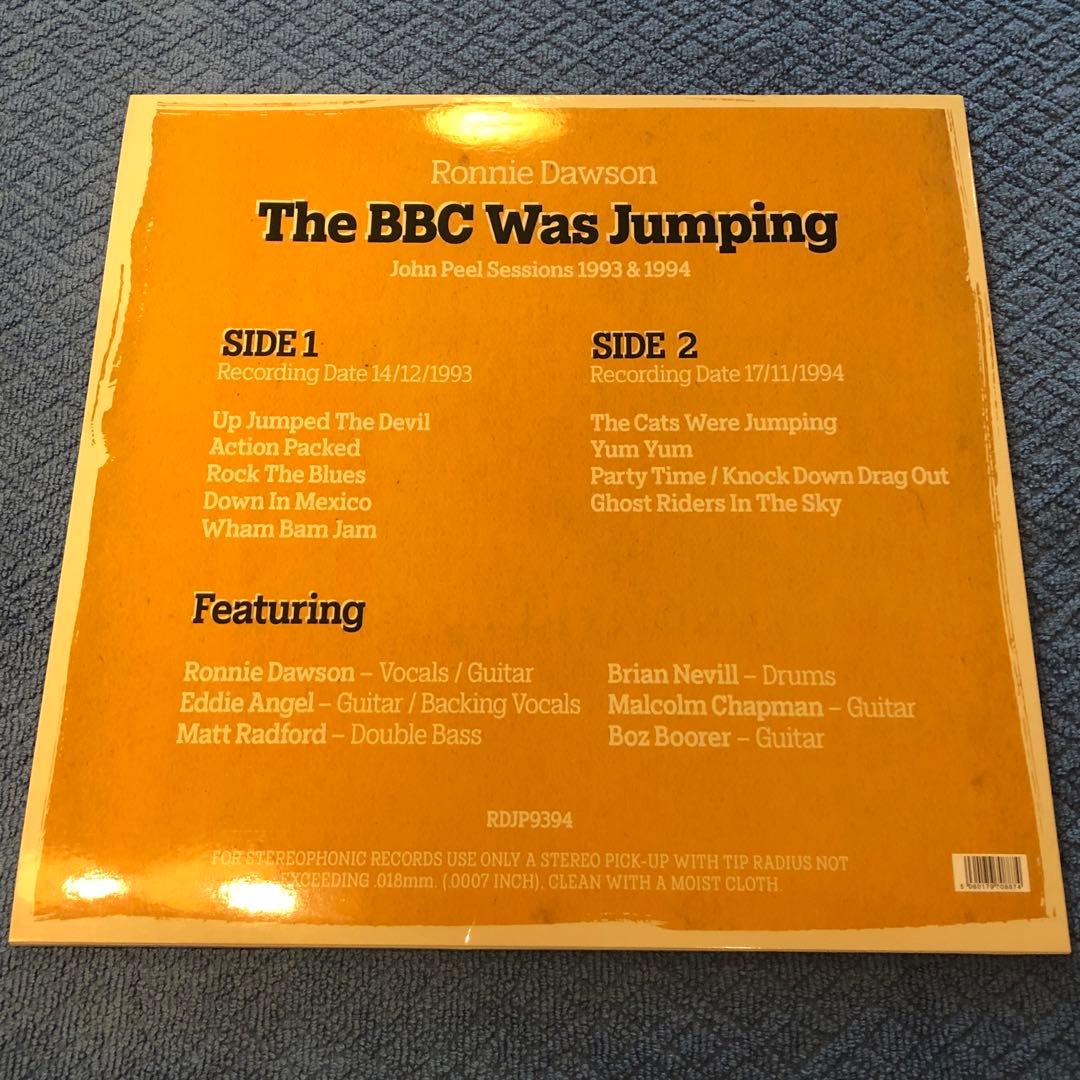 Ronnie Dawson
The BBC Was Jumping
John Peel Sessions 1993 & 1994
SIDE 1
Recording Date 14/12/1993
Up Jumped The Devil
Action Packed
Rock The Blues
Down In Mexico
Wham Bam Jam
SIDE 2
Recording Date 17/11/1994
The Cats Were Jumping
Yum Yum
Party Time / Knock Down Drag Out
Ghost Riders In The Sky
Featuring
Ronnie Dawson – Vocals / Guitar
Eddie Angel – Guitar / Backing Vocals
Matt Radford – Double Bass
Brian Nevill – Drums
Malcolm Chapman – Guitar
Boz Boorer – Guitar
RDJP9394
FOR STEREOPHONIC RECORDS USE ONLY A STEREO PICK-UP WITH TIP RADIUS NOT
EXCEEDING .018mm. (.0007 INCH). CLEAN WITH A MOIST CLOTH.